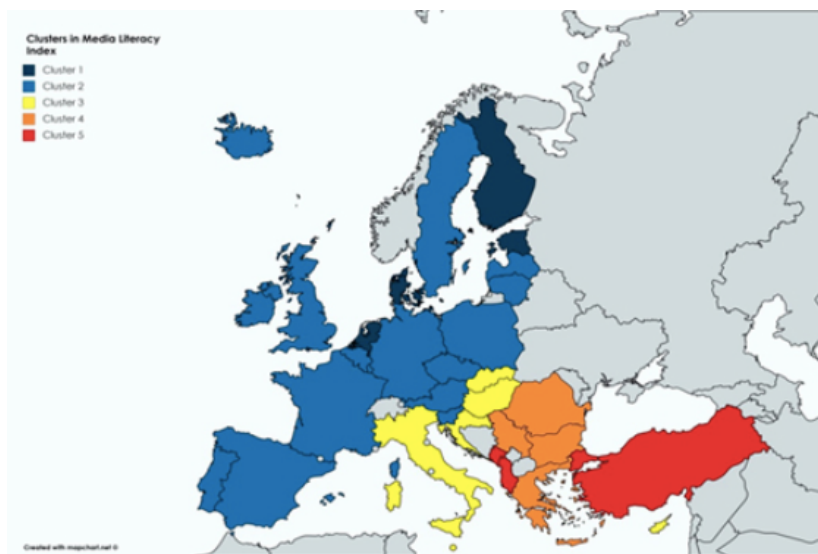 Clusters in Media Literacy
Index
Cluster 1
Cluster 2
Cluster 3
Cluster 4
Cluster 5
Created with mapchart.net ©